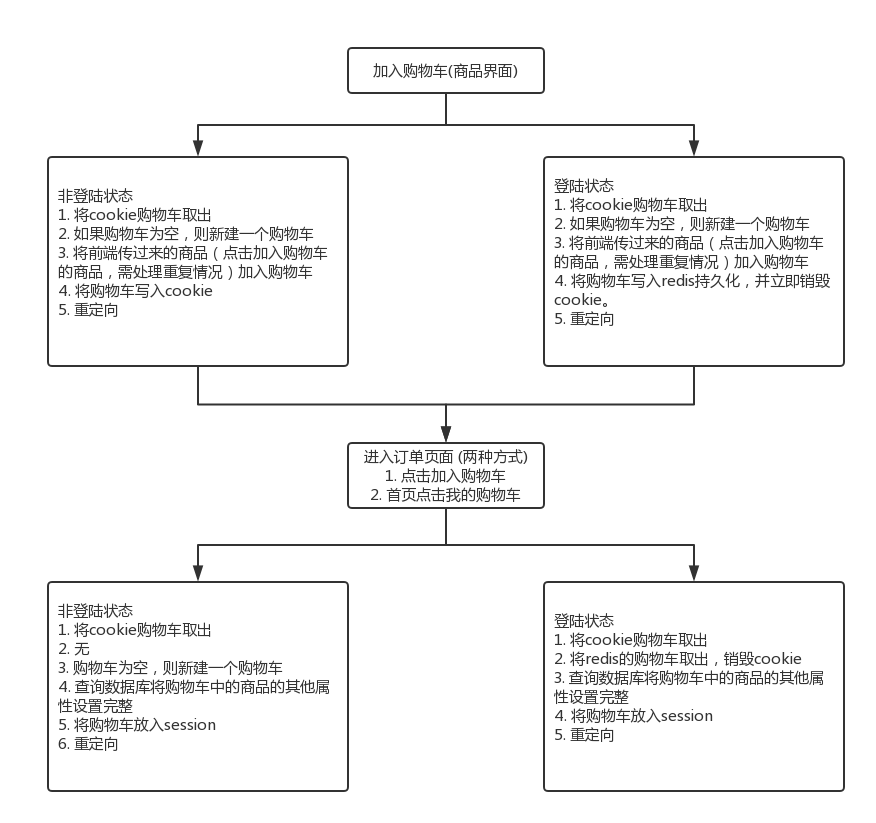 加入购物车(商品界面)
非登陆状态
1. 将cookie购物车取出
2. 如果购物车为空，则新建一个购物车
3. 将前端传过来的商品（点击加入购物车
的商品，需处理重复情况）加入购物车
4. 将购物车写入cookie
5. 重定向
登陆状态
1. 将cookie购物车取出
2. 如果购物车为空，则新建一个购物车
3. 将前端传过来的商品（点击加入购物车
的商品，需处理重复情况）加入购物车
4. 将购物车写入redis持久化，并立即销毁
cookie。
5. 重定向
进入订单页面 (两种方式)
1. 点击加入购物车
2. 首页点击我的购物车
非登陆状态
1. 将cookie购物车取出
2. 无
3. 购物车为空，则新建一个购物车
4. 查询数据库将购物车中的商品的其他属
性设置完整
5. 将购物车放入session
6. 重定向
登陆状态
1. 将cookie购物车取出
2. 将redis的购物车取出，销毁cookie
3. 查询数据库将购物车中的商品的其他属
性设置完整
4. 将购物车放入session
5. 重定向